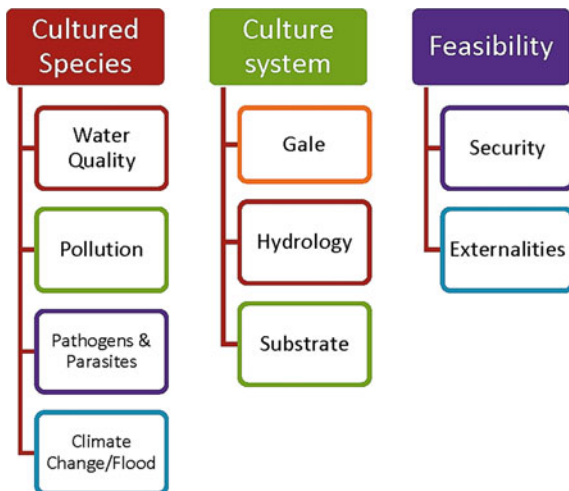 Cultured
Species
Water
Quality
Pollution
Pathogens &
Parasites
Climate
Change/Flood
Culture
system
Gale
Hydrology
Substrate
Feasibility
Security
Externalities